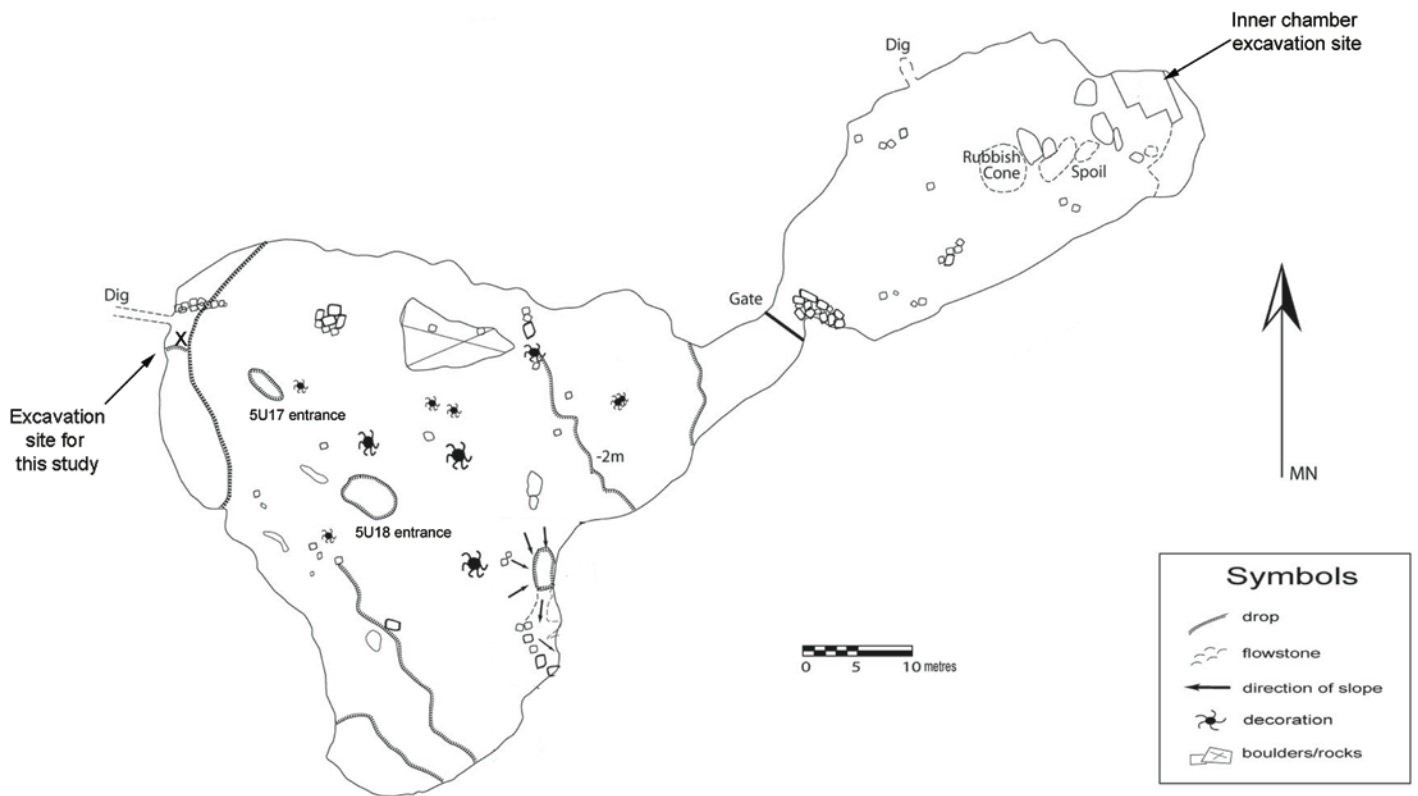 Inner chamber
excavation site
Dig
Rubbish
Cone
Spoil
Dig
Gate
X
Excavation
site for
this study
5U17 entrance
-2m
5U18 entrance
MN
0 5 10 metres
Symbols
drop
flowstone
direction of slope
decoration
boulders/rocks